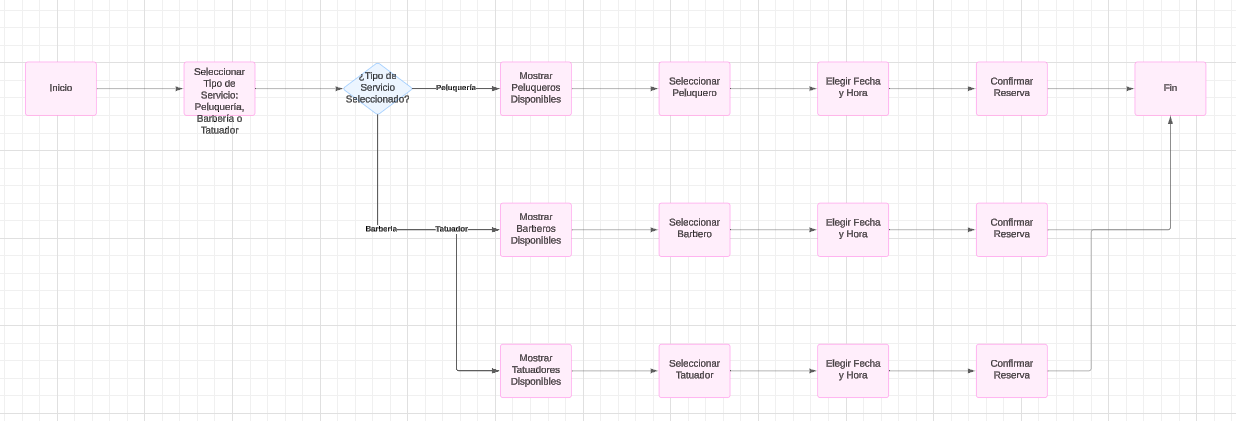 Inicio
Seleccionar
Tipo de
Servicio:
Peluquería,
Barbería o
Tatuador
¿Tipo de
Servicio
Seleccionado?
Peluquería
Mostrar
Peluqueros
Disponibles
Seleccionar
Peluquero
Elegir Fecha
y Hora
Confirmar
Reserva
Fin
Barbería
Tatuador
Mostrar
Barberos
Disponibles
Seleccionar
Barbero
Elegir Fecha
y Hora
Confirmar
Reserva
Mostrar
Tatuadores
Disponibles
Seleccionar
Tatuador
Elegir Fecha
y Hora
Confirmar
Reserva